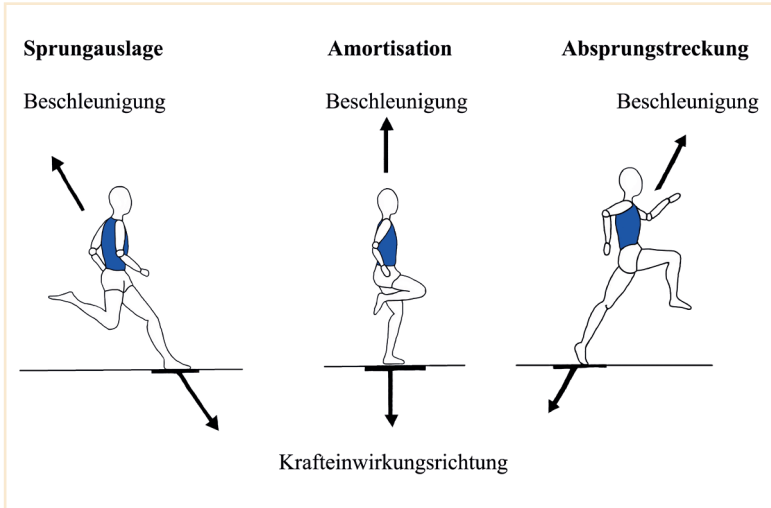 Sprungauslage
Amortisation
Absprungstreckung
Beschleunigung
Beschleunigung
Beschleunigung
Krafteinwirkungsrichtung